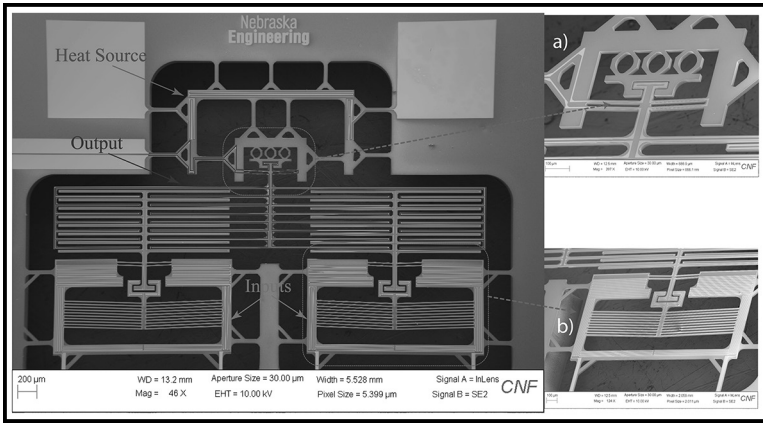 Nebraska
Engineering
Heat Source
Output
Inputs
200 µm
WD = 13.2 mm
Aperture Size = 30.00 µm
Width = 5.528 mm
Signal A = InLens
Mag = 46 X
EHT = 10.00 kV
Pixel Size = 5.399 µm
Signal B = SE2
CNF
a)
CNF
b)
CNF